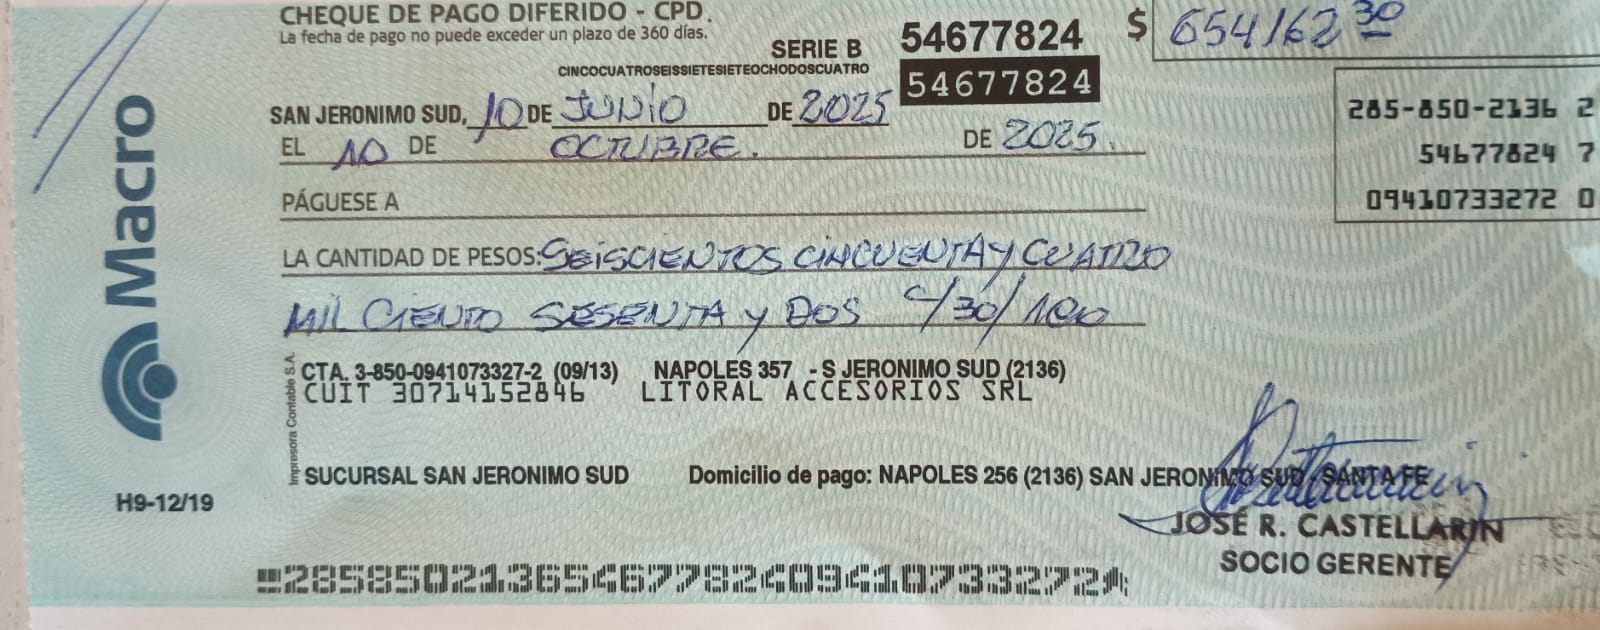 CHEQUE DE PAGO DIFERIDO - CPD.
La fecha de pago no puede exceder un plazo de 360 días.
SERIE B 54677824 $ 654162 30
CINCOCUATROSEISSIETESIETEOCHODOSCUATRO
54677824
SAN JERONIMO SUD, 10 DE JUNIO DE 2025
EL 10 DE OCTUBRE. DE 2025.
285-850-2136 2
54677824 7
09410733272 0
PÁGUESE A
LA CANTIDAD DE PESOS: SEISCIENTOS CINCUENTA Y CUATRO
MIL CIENTO SESENTA Y DOS C/30/100
Macro
Impresora Contable S.A.
CTA. 3-850-0941073327-2 (09/13) NAPOLES 357 - S JERONIMO SUD (2136)
CUIT 30714152846 LITORAL ACCESORIOS SRL
SUCURSAL SAN JERONIMO SUD Domicilio de pago: NAPOLES 256 (2136) SAN JERONIMO SUD - SANTA FE
H9-12/19
JOSÉ R. CASTELLARIN
SOCIO GERENTE
28585021365467782409410733272